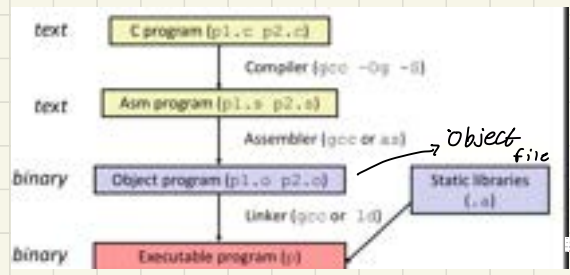 text
C program (p1.c p2.c)
Compiler (gcc -Og -S)
text
Asm program (p1.s p2.s)
Assembler (gcc or as)
Object file
binary
Object program (p1.o p2.o)
Static libraries
(.a)
Linker (gcc or ld)
binary
Executable program (p)